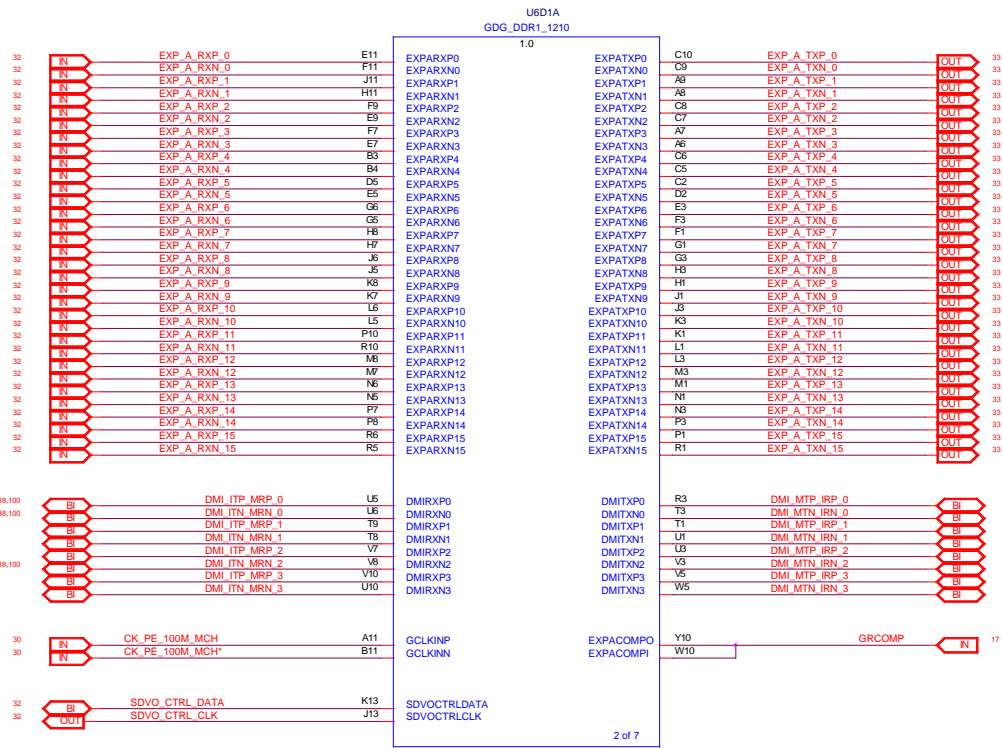 U6D1A
GDG_DDR1_1210
1.0
32 IN EXP_A_RXP_0 E11 EXPARXP0 EXPATXP0 C10 EXP_A_TXP_0 OUT 33
32 IN EXP_A_RXN_0 F11 EXPARXN0 EXPATXN0 C9 EXP_A_TXN_0 OUT 33
32 IN EXP_A_RXP_1 J11 EXPARXP1 EXPATXP1 A9 EXP_A_TXP_1 OUT 33
32 IN EXP_A_RXN_1 H11 EXPARXN1 EXPATXN1 A8 EXP_A_TXN_1 OUT 33
32 IN EXP_A_RXP_2 F9 EXPARXP2 EXPATXP2 C8 EXP_A_TXP_2 OUT 33
32 IN EXP_A_RXN_2 E9 EXPARXN2 EXPATXN2 C7 EXP_A_TXN_2 OUT 33
32 IN EXP_A_RXP_3 F7 EXPARXP3 EXPATXP3 A7 EXP_A_TXP_3 OUT 33
32 IN EXP_A_RXN_3 E7 EXPARXN3 EXPATXN3 A6 EXP_A_TXN_3 OUT 33
32 IN EXP_A_RXP_4 B3 EXPARXP4 EXPATXP4 C6 EXP_A_TXP_4 OUT 33
32 IN EXP_A_RXN_4 B4 EXPARXN4 EXPATXN4 C5 EXP_A_TXN_4 OUT 33
32 IN EXP_A_RXP_5 D5 EXPARXP5 EXPATXP5 C2 EXP_A_TXP_5 OUT 33
32 IN EXP_A_RXN_5 E5 EXPARXN5 EXPATXN5 D2 EXP_A_TXN_5 OUT 33
32 IN EXP_A_RXP_6 G6 EXPARXP6 EXPATXP6 E3 EXP_A_TXP_6 OUT 33
32 IN EXP_A_RXN_6 G5 EXPARXN6 EXPATXN6 F3 EXP_A_TXN_6 OUT 33
32 IN EXP_A_RXP_7 H8 EXPARXP7 EXPATXP7 F1 EXP_A_TXP_7 OUT 33
32 IN EXP_A_RXN_7 H7 EXPARXN7 EXPATXN7 G1 EXP_A_TXN_7 OUT 33
32 IN EXP_A_RXP_8 J6 EXPARXP8 EXPATXP8 G3 EXP_A_TXP_8 OUT 33
32 IN EXP_A_RXN_8 J5 EXPARXN8 EXPATXN8 H3 EXP_A_TXN_8 OUT 33
32 IN EXP_A_RXP_9 K8 EXPARXP9 EXPATXP9 H1 EXP_A_TXP_9 OUT 33
32 IN EXP_A_RXN_9 K7 EXPARXN9 EXPATXN9 J1 EXP_A_TXN_9 OUT 33
32 IN EXP_A_RXP_10 L6 EXPARXP10 EXPATXP10 J3 EXP_A_TXP_10 OUT 33
32 IN EXP_A_RXN_10 L5 EXPARXN10 EXPATXN10 K3 EXP_A_TXN_10 OUT 33
32 IN EXP_A_RXP_11 P10 EXPARXP11 EXPATXP11 K1 EXP_A_TXP_11 OUT 33
32 IN EXP_A_RXN_11 R10 EXPARXN11 EXPATXN11 L1 EXP_A_TXN_11 OUT 33
32 IN EXP_A_RXP_12 M8 EXPARXP12 EXPATXP12 L3 EXP_A_TXP_12 OUT 33
32 IN EXP_A_RXN_12 M7 EXPARXN12 EXPATXN12 M3 EXP_A_TXN_12 OUT 33
32 IN EXP_A_RXP_13 N6 EXPARXP13 EXPATXP13 M1 EXP_A_TXP_13 OUT 33
32 IN EXP_A_RXN_13 N5 EXPARXN13 EXPATXN13 N1 EXP_A_TXN_13 OUT 33
32 IN EXP_A_RXP_14 P7 EXPARXP14 EXPATXP14 N3 EXP_A_TXP_14 OUT 33
32 IN EXP_A_RXN_14 P8 EXPARXN14 EXPATXN14 P3 EXP_A_TXN_14 OUT 33
32 IN EXP_A_RXP_15 R6 EXPARXP15 EXPATXP15 P1 EXP_A_TXP_15 OUT 33
32 IN EXP_A_RXN_15 R5 EXPARXN15 EXPATXN15 R1 EXP_A_TXN_15 OUT 33
BI DMI_ITP_MRP_0 U5 DMIRXP0 DMITXP0 R3 DMI_MTP_IRP_0 BI
BI DMI_ITN_MRN_0 U6 DMIRXN0 DMITXN0 T3 DMI_MTN_IRN_0 BI
BI DMI_ITP_MRP_1 T9 DMIRXP1 DMITXP1 T1 DMI_MTP_IRP_1 BI
BI DMI_ITN_MRN_1 T8 DMIRXN1 DMITXN1 U1 DMI_MTN_IRN_1 BI
BI DMI_ITP_MRP_2 V7 DMIRXP2 DMITXP2 U3 DMI_MTP_IRP_2 BI
BI DMI_ITN_MRN_2 V8 DMIRXN2 DMITXN2 V3 DMI_MTN_IRN_2 BI
BI DMI_ITP_MRP_3 V10 DMIRXP3 DMITXP3 V5 DMI_MTP_IRP_3 BI
BI DMI_ITN_MRN_3 U10 DMIRXN3 DMITXN3 W5 DMI_MTN_IRN_3 BI
30 IN CK_PE_100M_MCH A11 GCLKINP EXPACOMPO Y10 GRCOMP IN 17
30 IN CK_PE_100M_MCH* B11 GCLKINN EXPACOMPI W10
32 BI SDVO_CTRL_DATA K13 SDVOCTRLDATA
32 OUT SDVO_CTRL_CLK J13 SDVOCTRLCLK
2 of 7